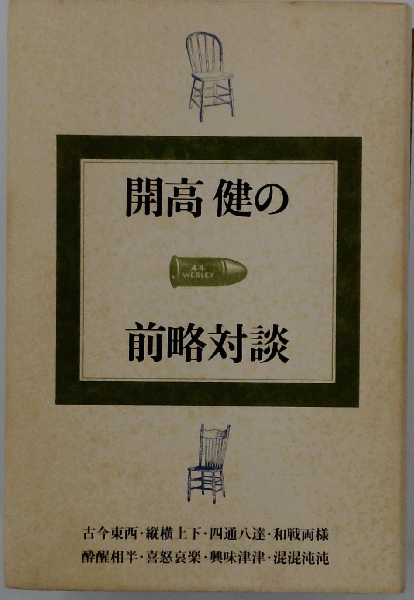 開高 健の
44
WEBLEY
前略対談
古今東西·縦横上下·四通八達·和戦両様
酔醒相半·喜怒哀楽·興味津津·混混沌沌